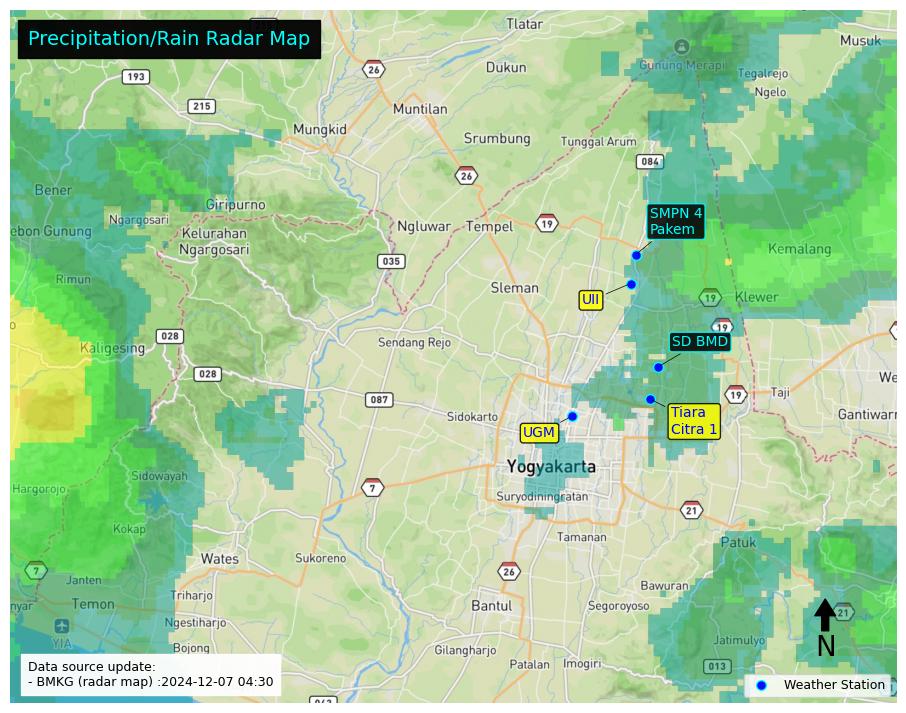 Precipitation/Rain Radar Map
Tlatar
Musuk
26
Dukun
Gunung Merapi
Tegalrejo
193
Ngelo
215
Muntilan
Mungkid
Srumbung
Tunggal Arum
084
26
Bener
Giripurno
SMPN 4
Pakem
Ngargosari
Ngluwar
Tempel
19
ebon Gunung
Kelurahan
Ngargosari
Kemalang
035
Rimun
Sleman
UII
19
Klewer
19
028
Sendang Rejo
SD BMD
Kaligesing
028
We
087
19
Taji
Sidokarto
Tiara
Citra 1
Gantiwarn
UGM
Yogyakarta
Sidowayah
7
Hargorojo
Suryodiningratan
21
Kokap
Tamanan
Patuk
Wates
Sukoreno
26
7
Janten
Bawuran
Triharjo
nyar
Temon
Bantul
Segoroyoso
21
Ngestiharjo
YIA
N
Jatimulyo
Bojong
Gilangharjo
Patalan
Imogiri
013
Data source update:
- BMKG (radar map) :2024-12-07 04:30
Weather Station